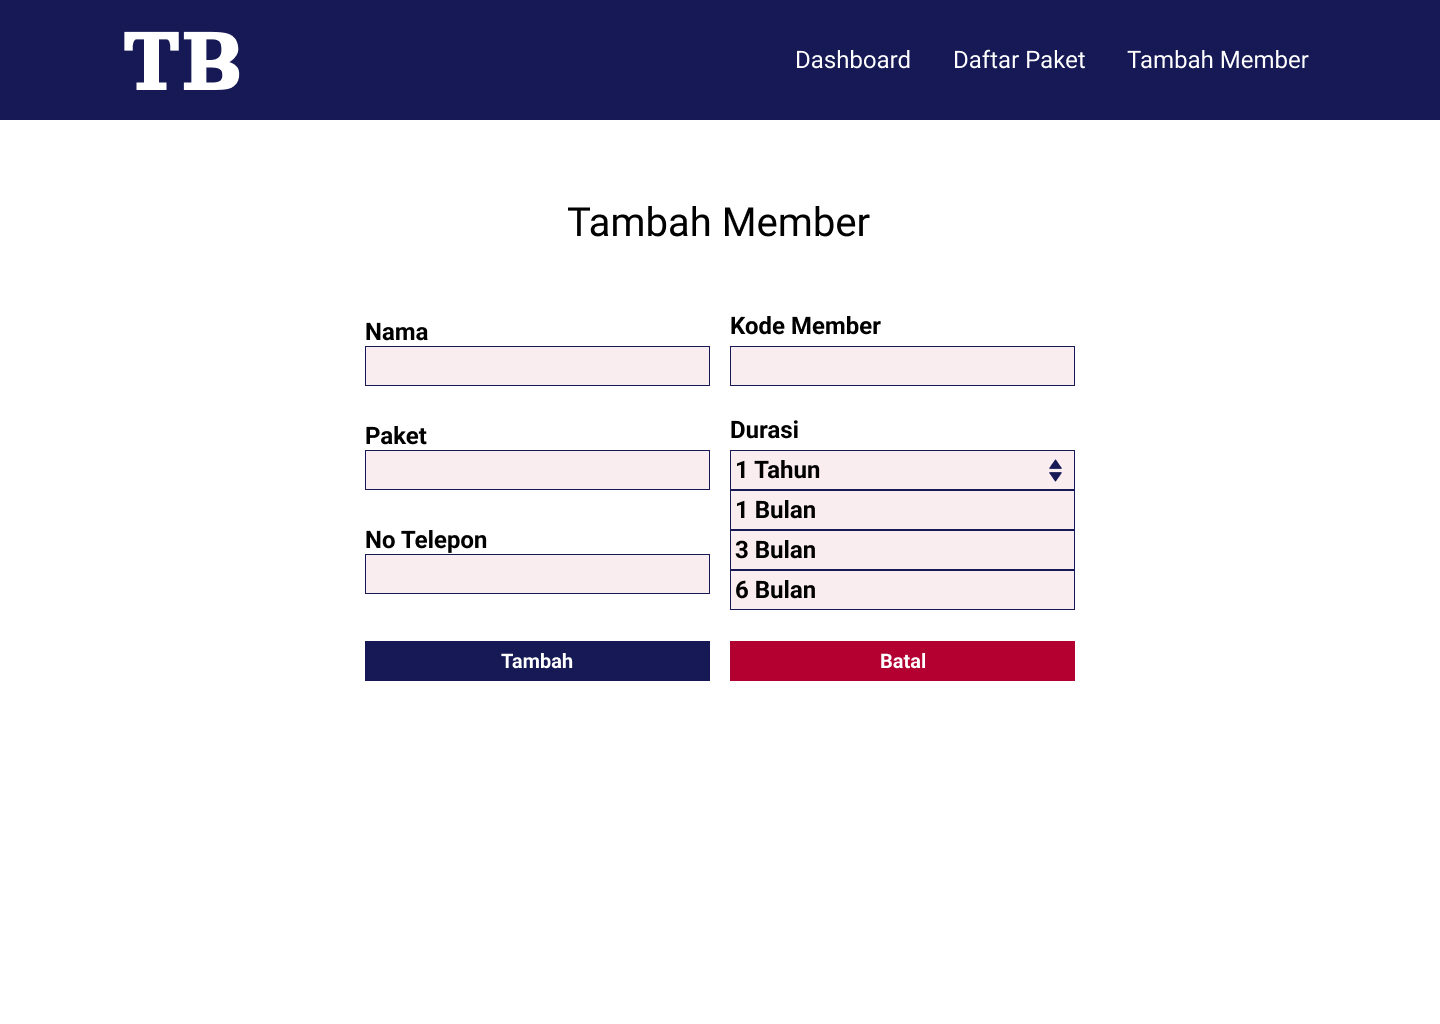 TB
Dashboard Daftar Paket Tambah Member
Tambah Member
Nama
Kode Member
Paket
Durasi
1 Tahun
1 Bulan
3 Bulan
6 Bulan
No Telepon
Tambah
Batal